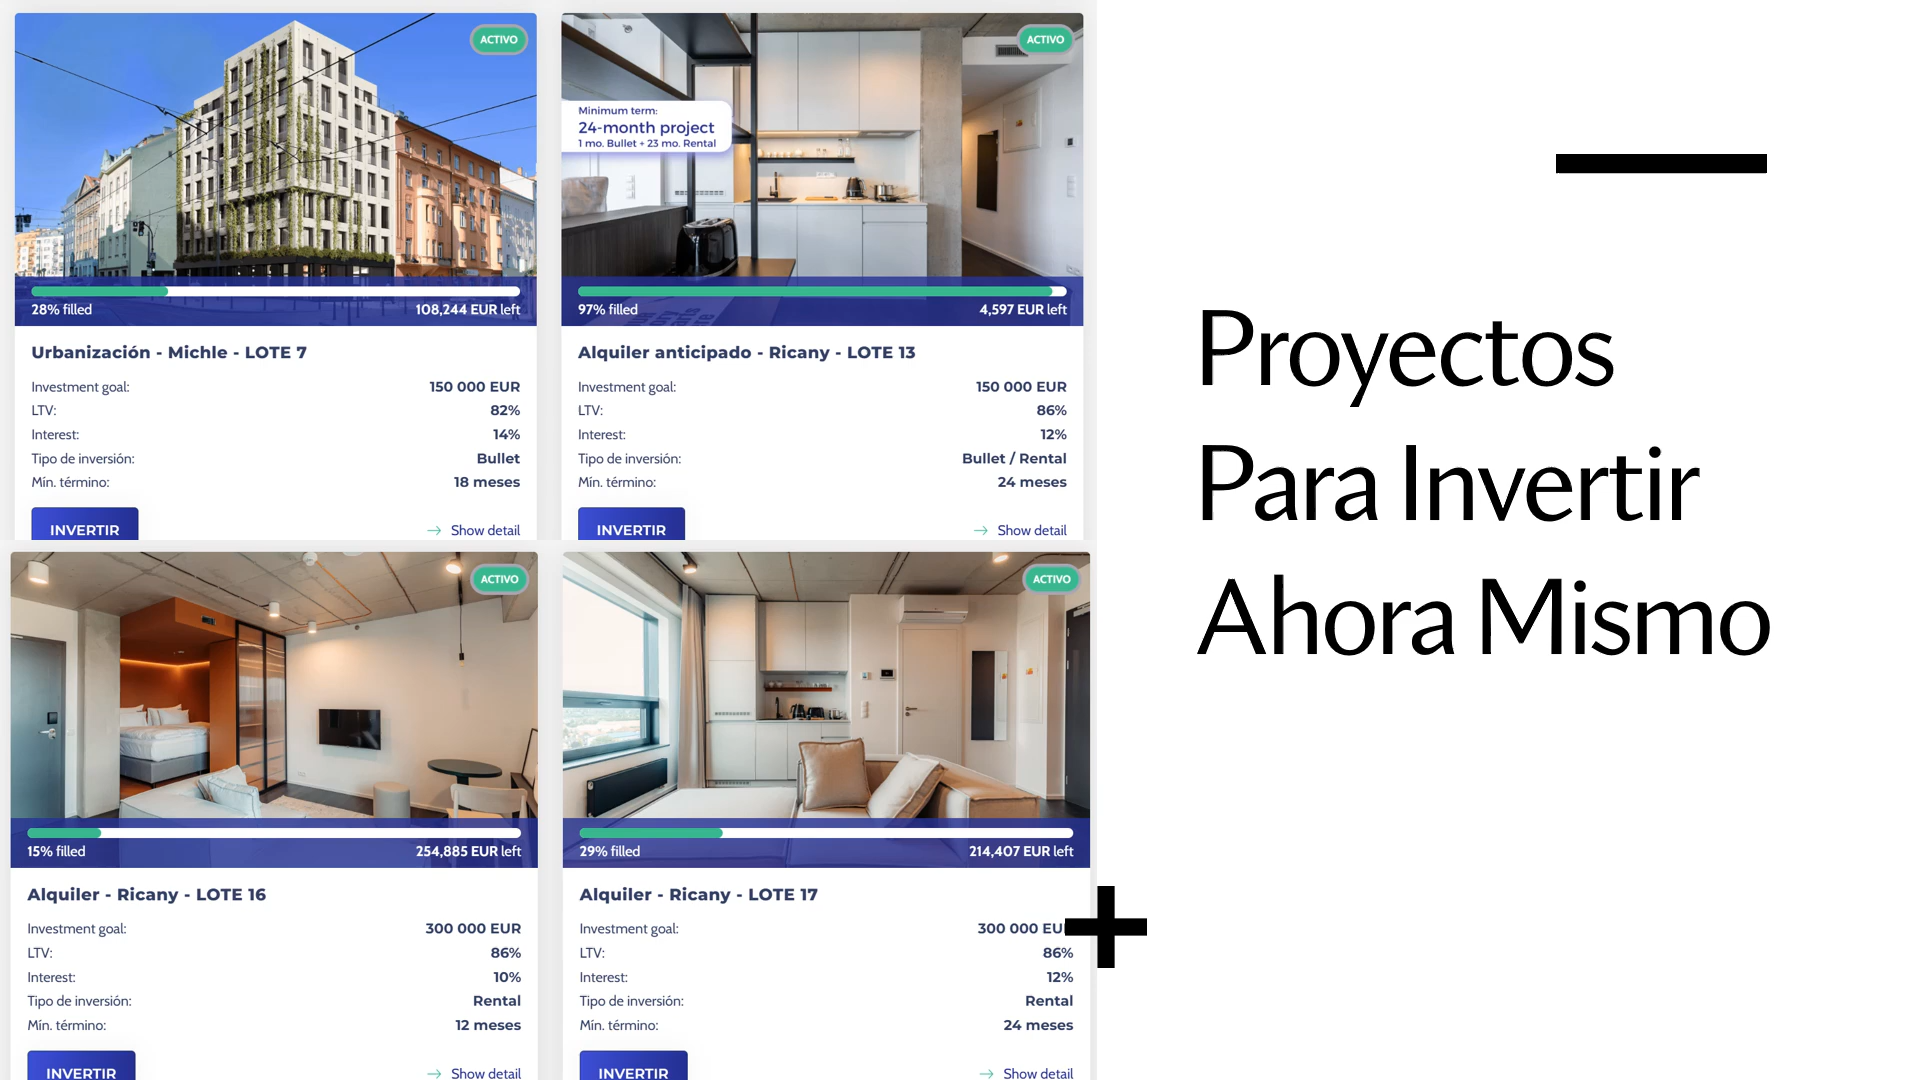 ACTIVO
28% filled
108,244 EUR left
Urbanización - Michle - LOTE 7
Investment goal: 150 000 EUR
LTV: 82%
Interest: 14%
Tipo de inversión: Bullet
Mín. término: 18 meses
INVERTIR
Show detail
ACTIVO
Minimum term:
24-month project
1 mo. Bullet + 23 mo. Rental
97% filled
4,597 EUR left
Alquiler anticipado - Ricany - LOTE 13
Investment goal: 150 000 EUR
LTV: 86%
Interest: 12%
Tipo de inversión: Bullet / Rental
Mín. término: 24 meses
INVERTIR
Show detail
ACTIVO
15% filled
254,885 EUR left
Alquiler - Ricany - LOTE 16
Investment goal: 300 000 EUR
LTV: 86%
Interest: 10%
Tipo de inversión: Rental
Mín. término: 12 meses
INVERTIR
Show detail
ACTIVO
29% filled
214,407 EUR left
Alquiler - Ricany - LOTE 17
Investment goal: 300 000 EU
LTV: 86%
Interest: 12%
Tipo de inversión: Rental
Mín. término: 24 meses
INVERTIR
Show detail
Proyectos
Para Invertir
Ahora Mismo